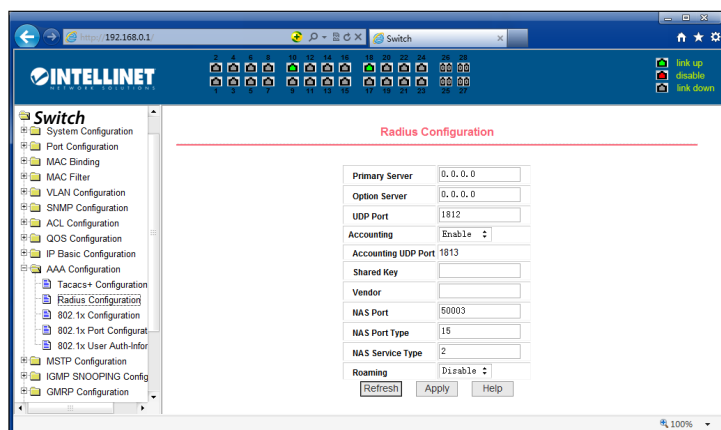 http://192.168.0.1/
Switch
INTELLINET
NETWORK SOLUTIONS
2 4 6 8 10 12 14 16 18 20 22 24 26 28
1 3 5 7 9 11 13 15 17 19 21 23 25 27
link up
disable
link down
Switch
System Configuration
Port Configuration
MAC Binding
MAC Filter
VLAN Configuration
SNMP Configuration
ACL Configuration
QOS Configuration
IP Basic Configuration
AAA Configuration
Tacacs+ Configuration
Radius Configuration
802.1x Configuration
802.1x Port Configurat
802.1x User Auth-Infor
MSTP Configuration
IGMP SNOOPING Config
GMRP Configuration
Radius Configuration
Primary Server 0.0.0.0
Option Server 0.0.0.0
UDP Port 1812
Accounting Enable
Accounting UDP Port 1813
Shared Key
Vendor
NAS Port 50003
NAS Port Type 15
NAS Service Type 2
Roaming Disable
Refresh Apply Help
100%